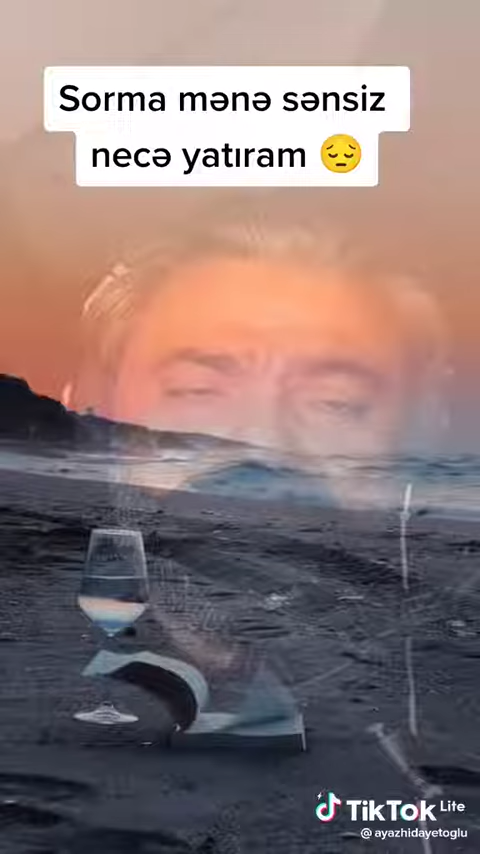 Sorma mənə sənsiz
necə yatıram 😔
TikTok Lite
@ayazhidayetoglu